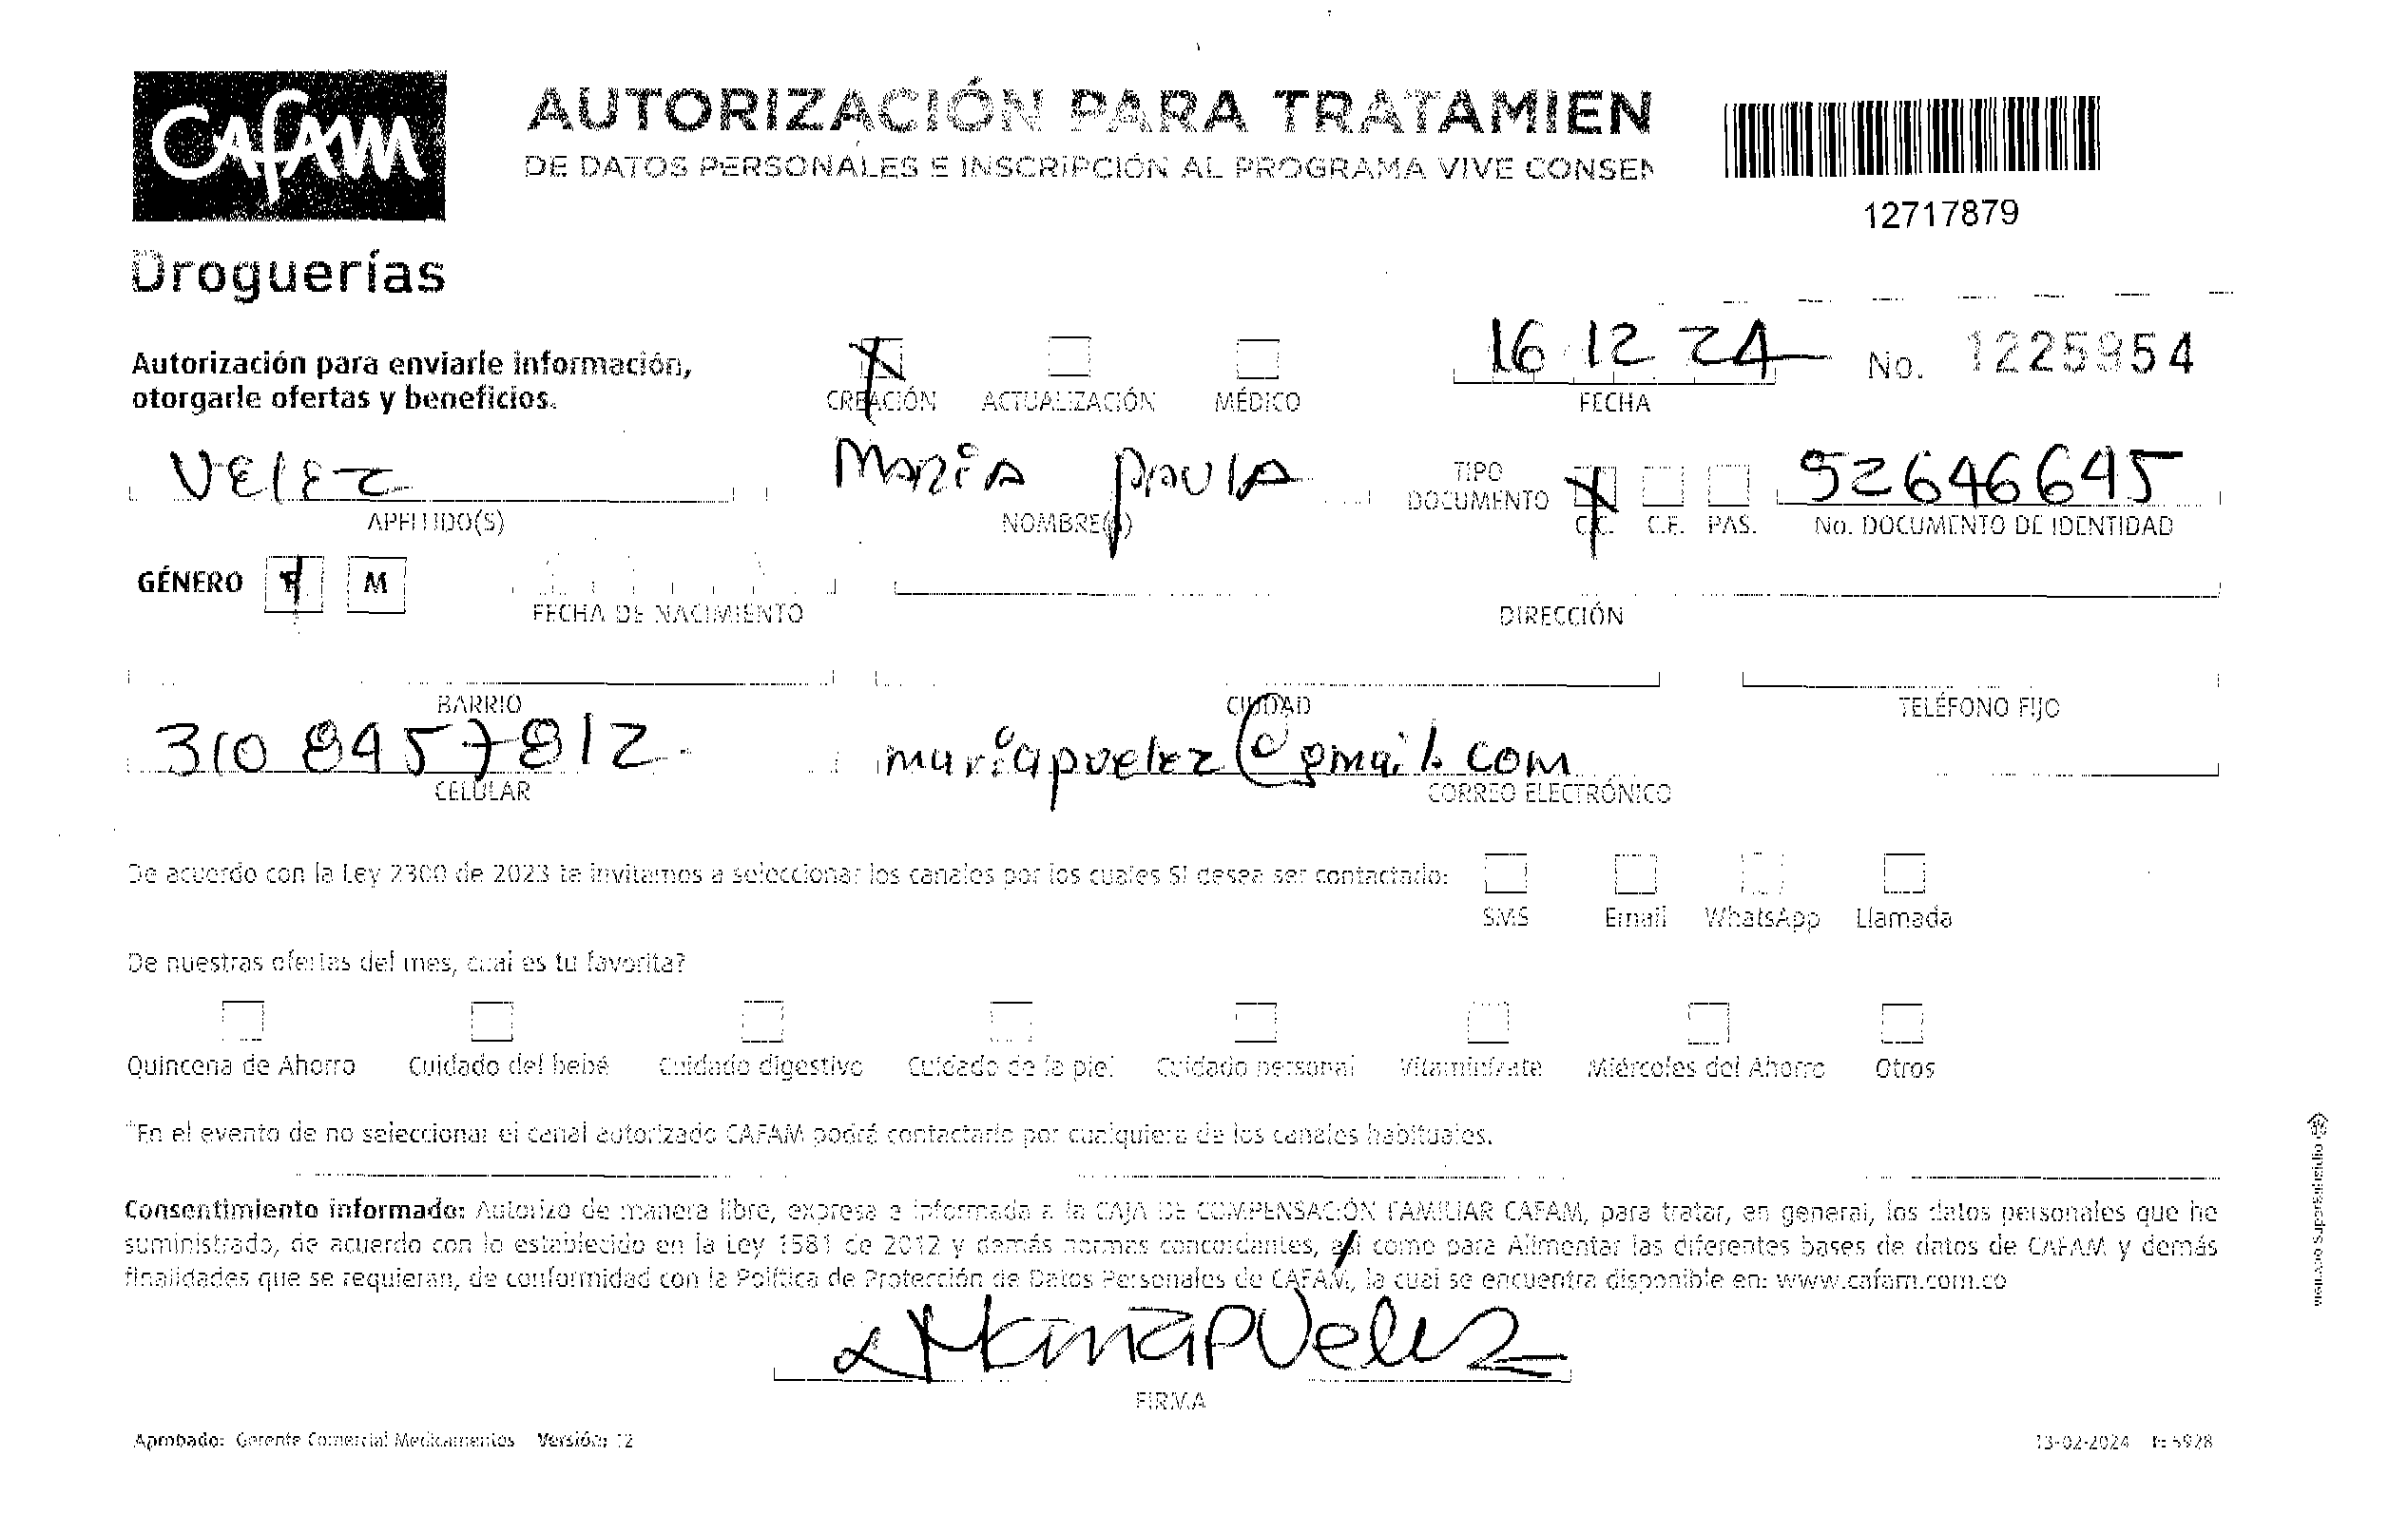 Cafam
AUTORIZACIÓN PARA TRATAMIEN
DE DATOS PERSONALES E INSCRIPCIÓN AL PROGRAMA VIVE CONSEN
12717879
Droguerías
Autorización para enviarle información,
otorgarle ofertas y beneficios.
CREACIÓN ACTUALIZACIÓN MÉDICO
16 12 24
FECHA
No. 1225954
VElEz
APELLIDO(S)
MARÍA PAULA
NOMBRE(S)
TIPO
DOCUMENTO
C.C. C.E. PAS.
52646645
No. DOCUMENTO DE IDENTIDAD
GÉNERO F M
FECHA DE NACIMIENTO
DIRECCIÓN
BARRIO CIUDAD TELÉFONO FIJO
310 8457812
CELULAR
mariapvelez@gmail.com
CORREO ELECTRÓNICO
De acuerdo con la Ley 2300 de 2023 te invitamos a seleccionar los canales por los cuales SI desea ser contactado:
SMS Email WhatsApp Llamada
De nuestras ofertas del mes, cual es tu favorita?
Quincena de Ahorro Cuidado del bebé Cuidado digestivo Cuidado de la piel Cuidado personal Vitamínízate Miércoles del Ahorro Otros
*En el evento de no seleccionar el canal autorizado CAFAM podrá contactarlo por cualquiera de los canales habituales.
Consentimiento informado: Autorizo de manera libre, expresa e informada a la CAJA DE COMPENSACIÓN FAMILIAR CAFAM, para tratar, en general, los datos personales que he
suministrado, de acuerdo con lo establecido en la Ley 1581 de 2012 y demás normas concordantes, así como para Alimentar las diferentes bases de datos de CAFAM y demás
finalidades que se requieran, de conformidad con la Política de Protección de Datos Personales de CAFAM, la cual se encuentra disponible en: www.cafam.com.co
MaríaPVelez
FIRMA
Aprobado: Gerente Comercial Medicamentos Versión: 12
13-02-2024
VIGILADO Supersubsidio